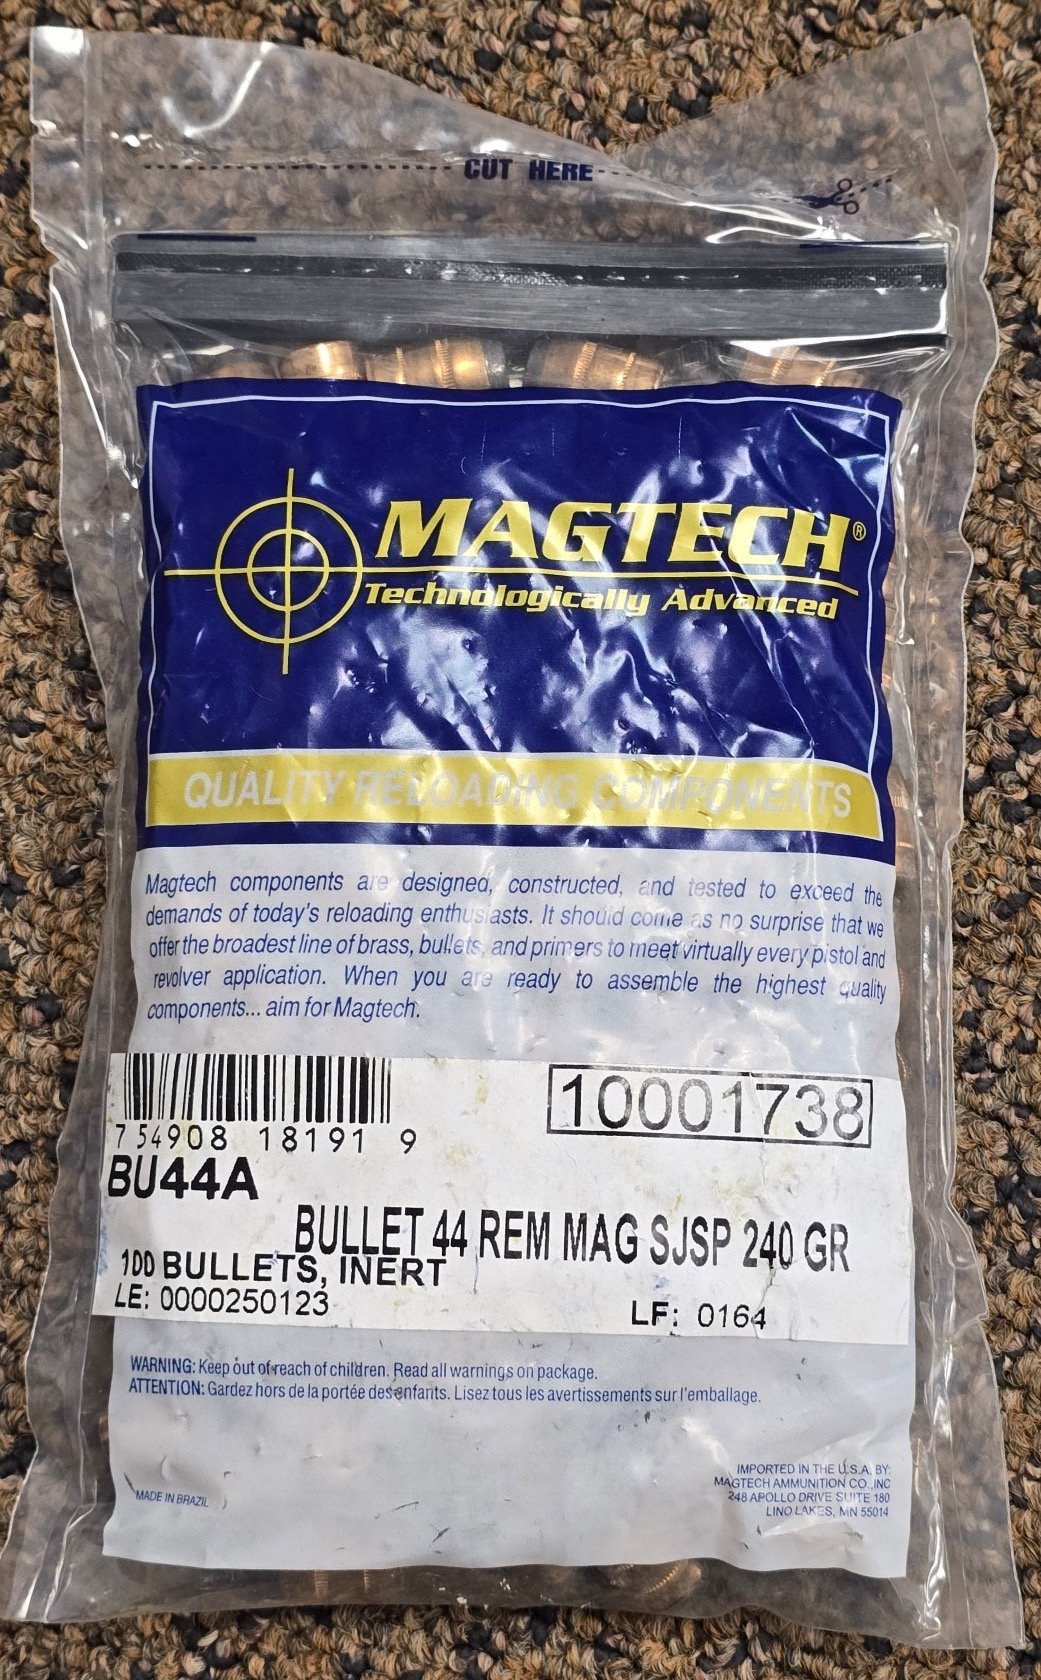 CUT HERE
MAGTECH®
Technologically Advanced
QUALITY RELOADING COMPONENTS
Magtech components are designed, constructed, and tested to exceed the
demands of today's reloading enthusiasts. It should come as no surprise that we
offer the broadest line of brass, bullets, and primers to meet virtually every pistol and
revolver application. When you are ready to assemble the highest quality
components... aim for Magtech.
10001738
7 54908 18191 9
BU44A
BULLET 44 REM MAG SJSP 240 GR
100 BULLETS, INERT
LE: 0000250123
LF: 0164
WARNING: Keep out of reach of children. Read all warnings on package.
ATTENTION: Gardez hors de la portée des enfants. Lisez tous les avertissements sur l'emballage.
MADE IN BRAZIL
IMPORTED IN THE U.S.A. BY:
MAGTECH AMMUNITION CO.,INC
248 APOLLO DRIVE SUITE 180
LINO LAKES, MN 55014